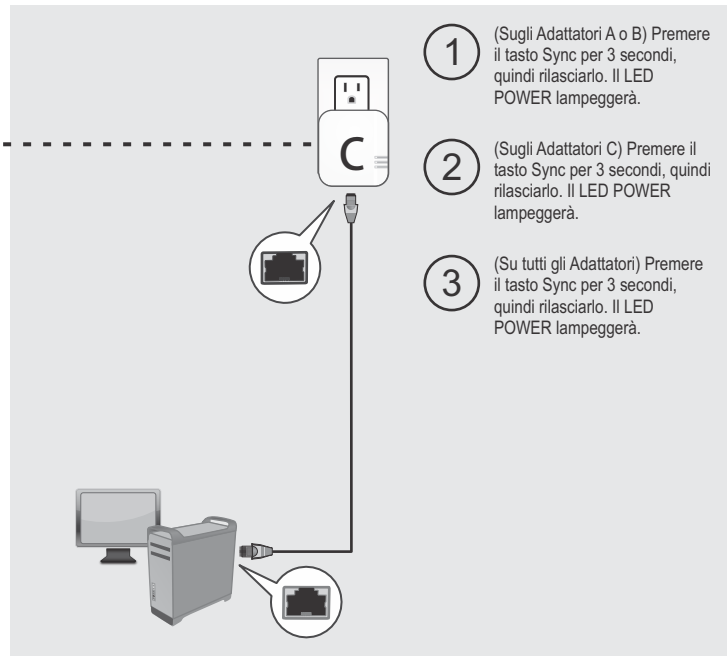 C
1
(Sugli Adattatori A o B) Premere
il tasto Sync per 3 secondi,
quindi rilasciarlo. Il LED
POWER lampeggerà.
2
(Sugli Adattatori C) Premere il
tasto Sync per 3 secondi, quindi
rilasciarlo. Il LED POWER
lampeggerà.
3
(Su tutti gli Adattatori) Premere
il tasto Sync per 3 secondi,
quindi rilasciarlo. Il LED
POWER lampeggerà.